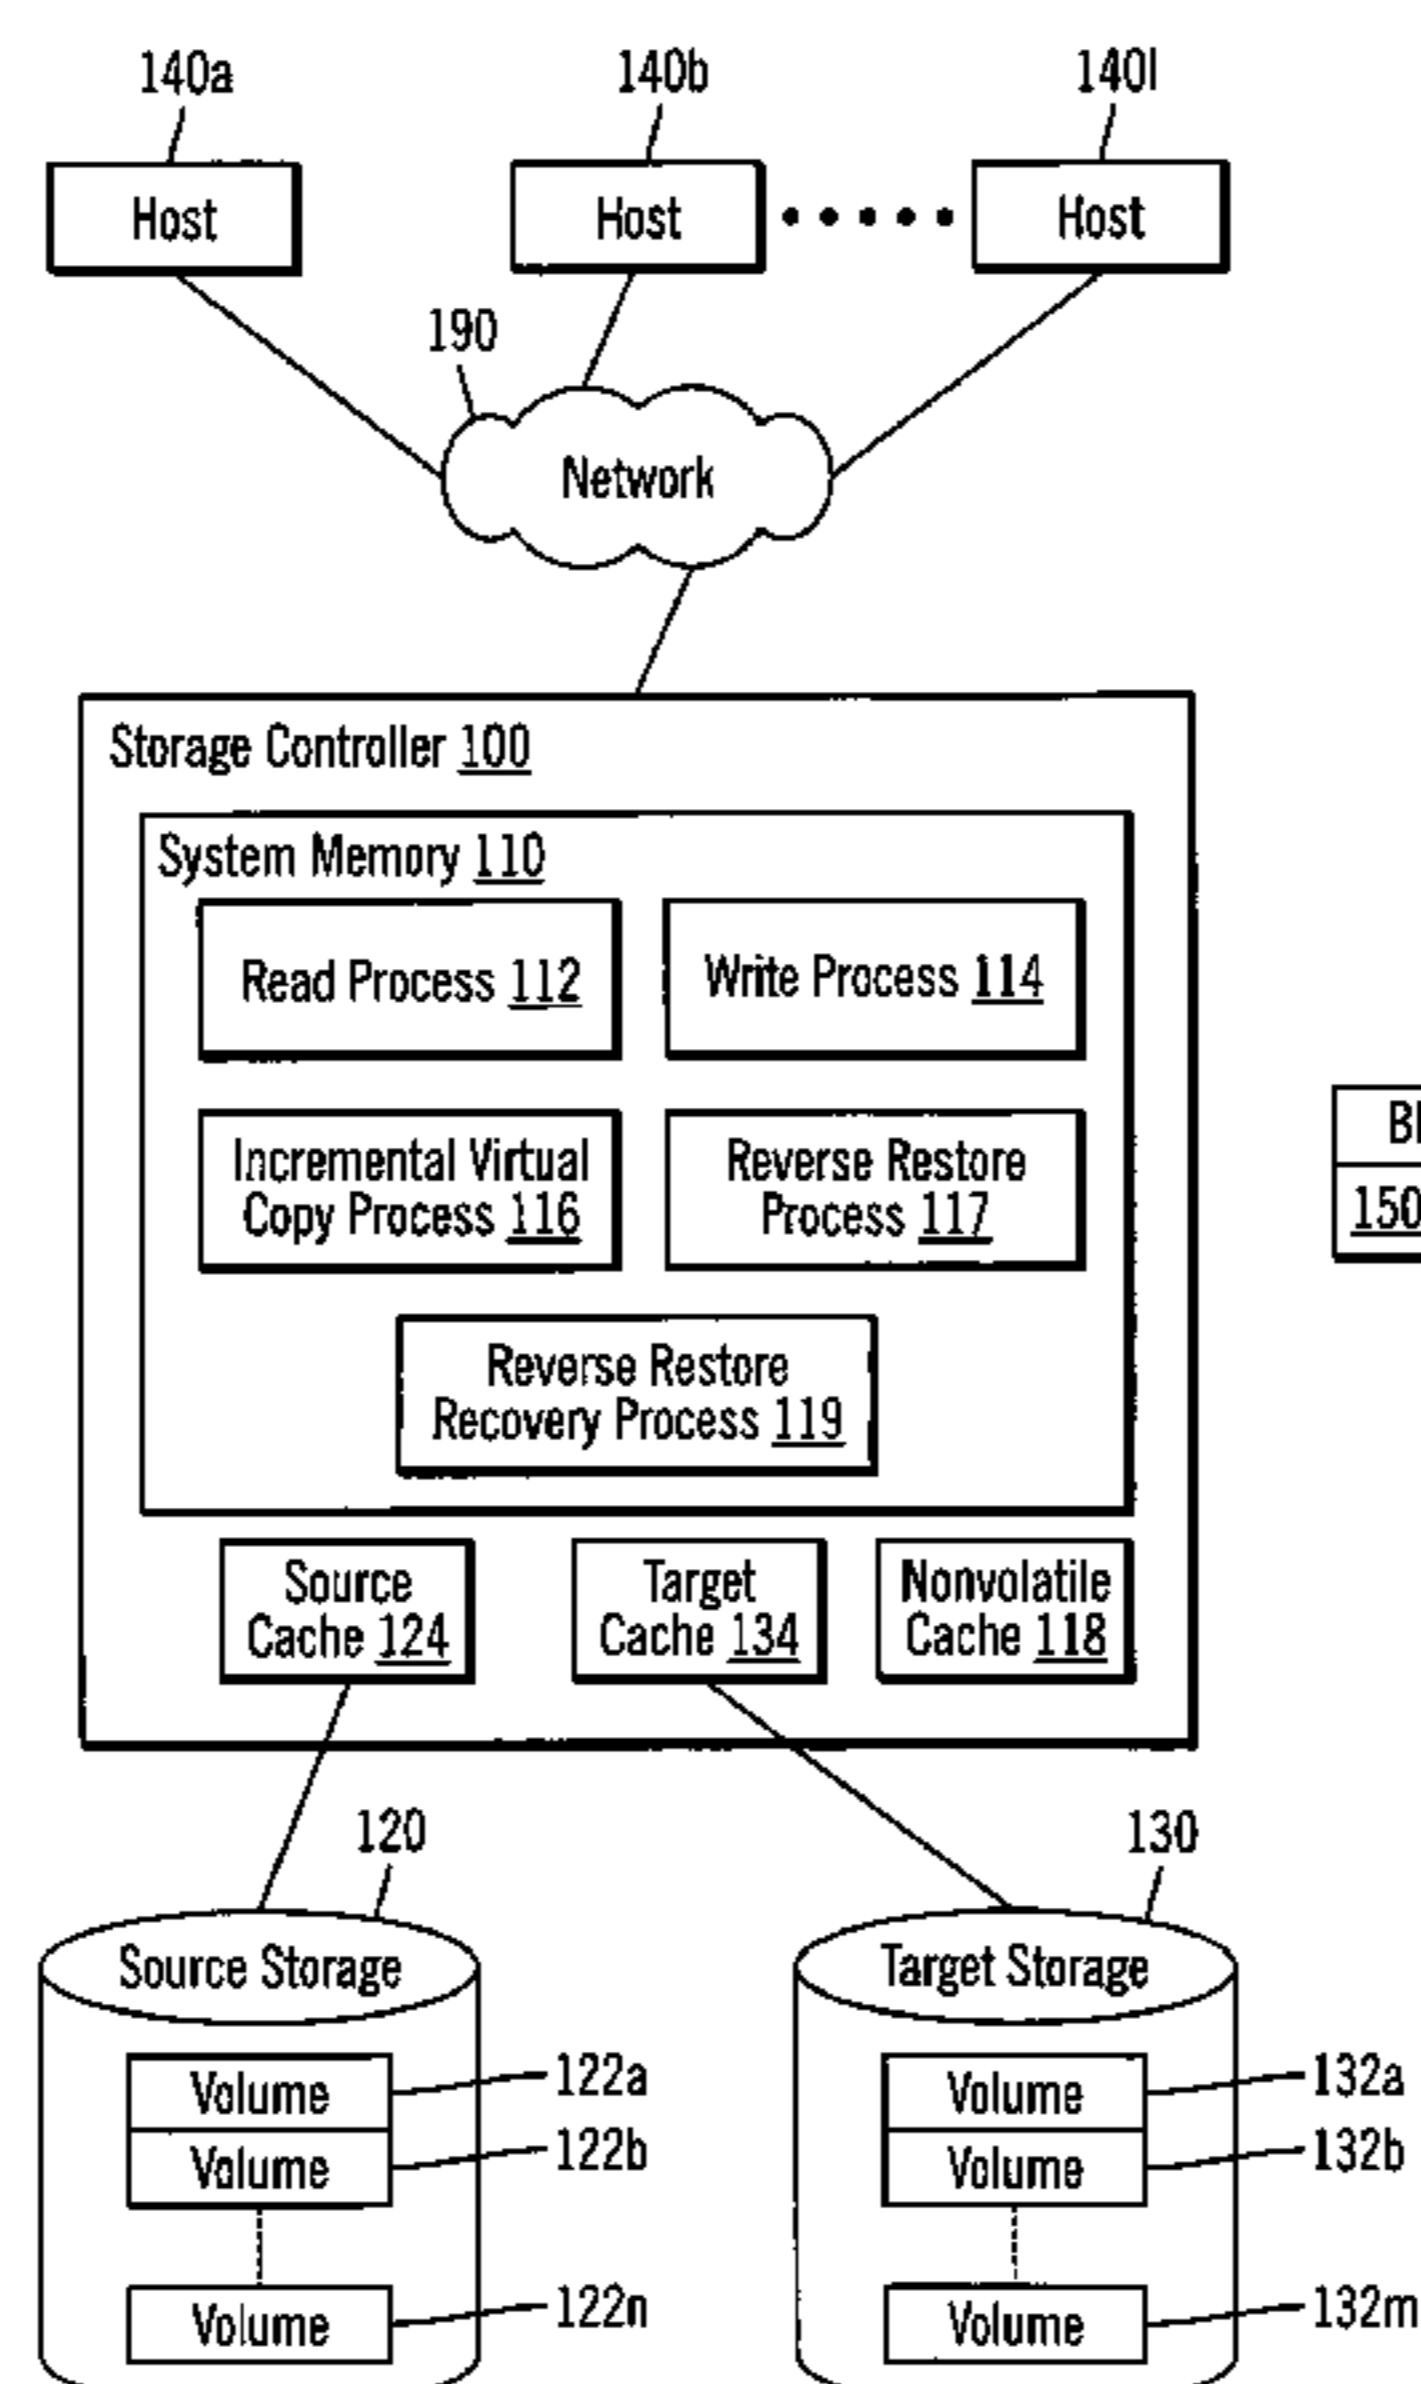 140a
140b
140l
Host
Host
Host
190
Network
Storage Controller 100
System Memory 110
Read Process 112
Write Process 114
Incremental Virtual
Copy Process 116
Reverse Restore
Process 117
150
Reverse Restore
Recovery Process 119
Source
Cache 124
Target
Cache 134
Nonvolatile
Cache 118
120
130
Source Storage
Target Storage
Volume
122a
Volume
122b
Volume
122n
Volume
132a
Volume
132b
Volume
132m